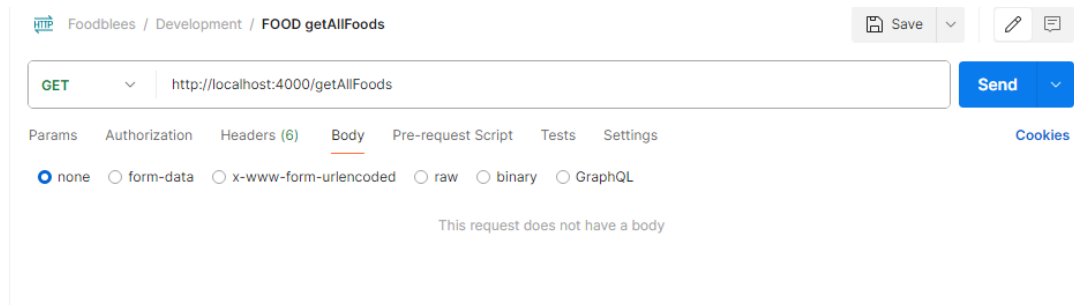 HTTP Foodblees / Development / FOOD getAllFoods Save
GET http://localhost:4000/getAllFoods Send
Params Authorization Headers (6) Body Pre-request Script Tests Settings Cookies
none form-data x-www-form-urlencoded raw binary GraphQL
This request does not have a body